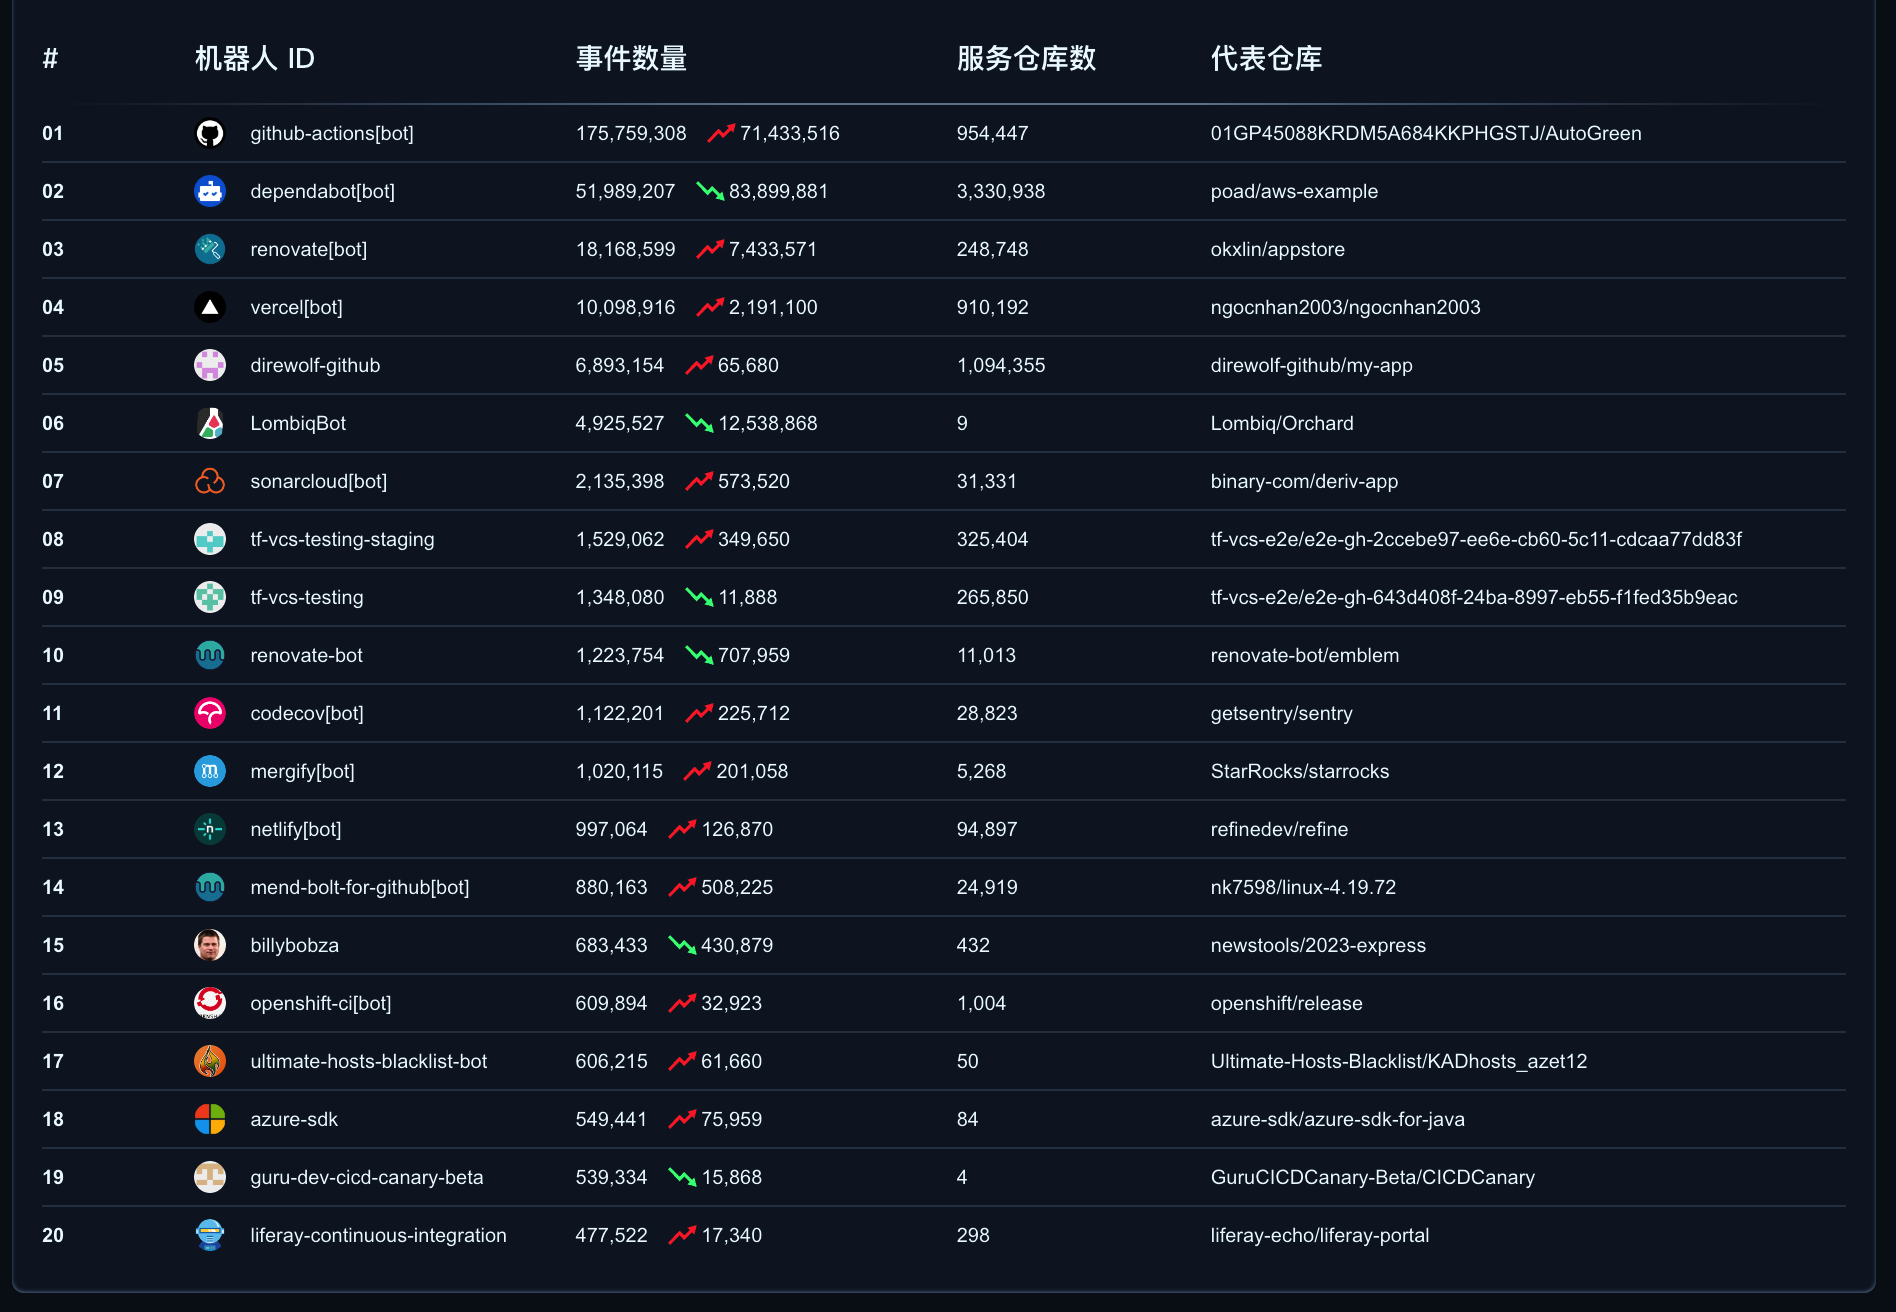 # 机器人 ID 事件数量 服务仓库数 代表仓库
01 github-actions[bot] 175,759,308 71,433,516 954,447 01GP45088KRDM5A684KKPHGSTJ/AutoGreen
02 dependabot[bot] 51,989,207 83,899,881 3,330,938 poad/aws-example
03 renovate[bot] 18,168,599 7,433,571 248,748 okxlin/appstore
04 vercel[bot] 10,098,916 2,191,100 910,192 ngocnhan2003/ngocnhan2003
05 direwolf-github 6,893,154 65,680 1,094,355 direwolf-github/my-app
06 LombiqBot 4,925,527 12,538,868 9 Lombiq/Orchard
07 sonarcloud[bot] 2,135,398 573,520 31,331 binary-com/deriv-app
08 tf-vcs-testing-staging 1,529,062 349,650 325,404 tf-vcs-e2e/e2e-gh-2ccebe97-ee6e-cb60-5c11-cdcaa77dd83f
09 tf-vcs-testing 1,348,080 11,888 265,850 tf-vcs-e2e/e2e-gh-643d408f-24ba-8997-eb55-f1fed35b9eac
10 renovate-bot 1,223,754 707,959 11,013 renovate-bot/emblem
11 codecov[bot] 1,122,201 225,712 28,823 getsentry/sentry
12 mergify[bot] 1,020,115 201,058 5,268 StarRocks/starrocks
13 netlify[bot] 997,064 126,870 94,897 refinedev/refine
14 mend-bolt-for-github[bot] 880,163 508,225 24,919 nk7598/linux-4.19.72
15 billybobza 683,433 430,879 432 newstools/2023-express
16 openshift-ci[bot] 609,894 32,923 1,004 openshift/release
17 ultimate-hosts-blacklist-bot 606,215 61,660 50 Ultimate-Hosts-Blacklist/KADhosts_azet12
18 azure-sdk 549,441 75,959 84 azure-sdk/azure-sdk-for-java
19 guru-dev-cicd-canary-beta 539,334 15,868 4 GuruCICDCanary-Beta/CICDCanary
20 liferay-continuous-integration 477,522 17,340 298 liferay-echo/liferay-portal